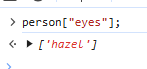 > person["eyes"];
<· ▶ ['hazel']
>